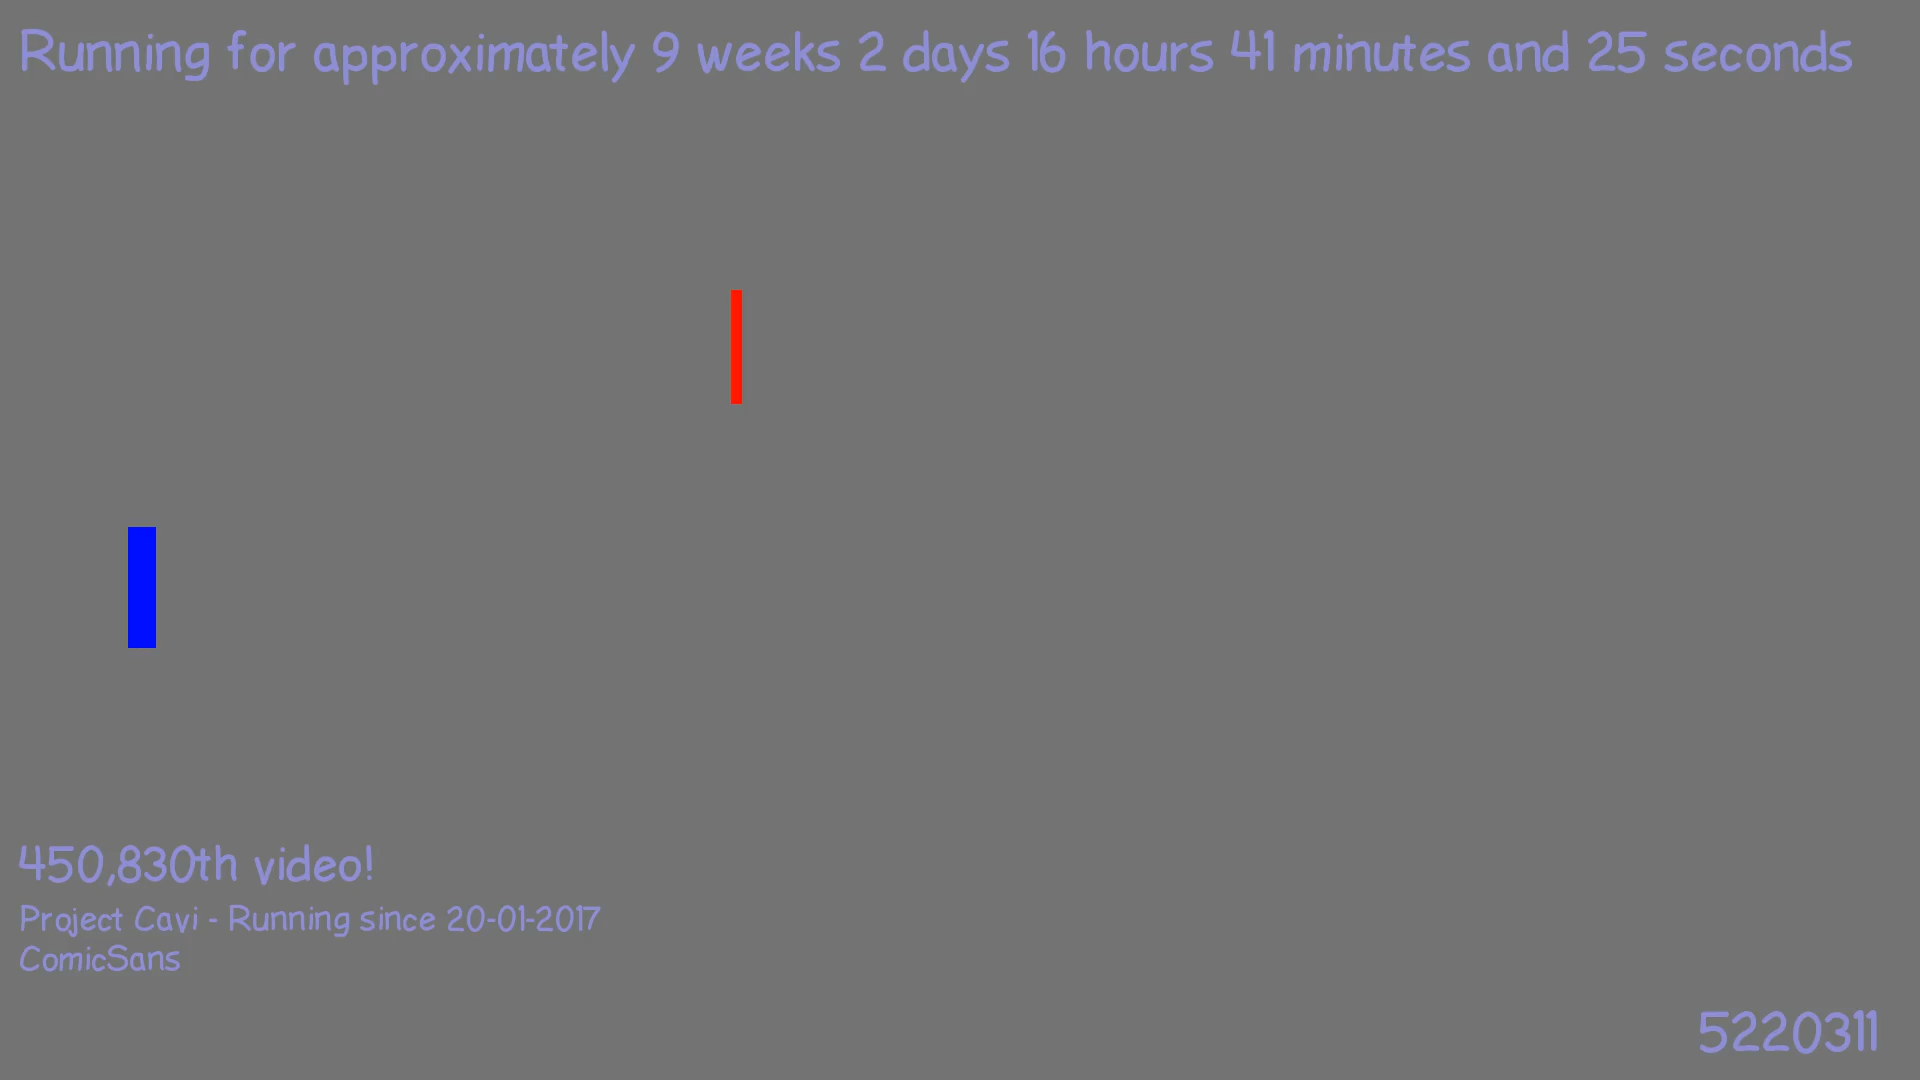 Running for approximately 9 weeks 2 days 16 hours 41 minutes and 25 seconds
450,830th video!
Project Cavi - Running since 20-01-2017
ComicSans
5220311